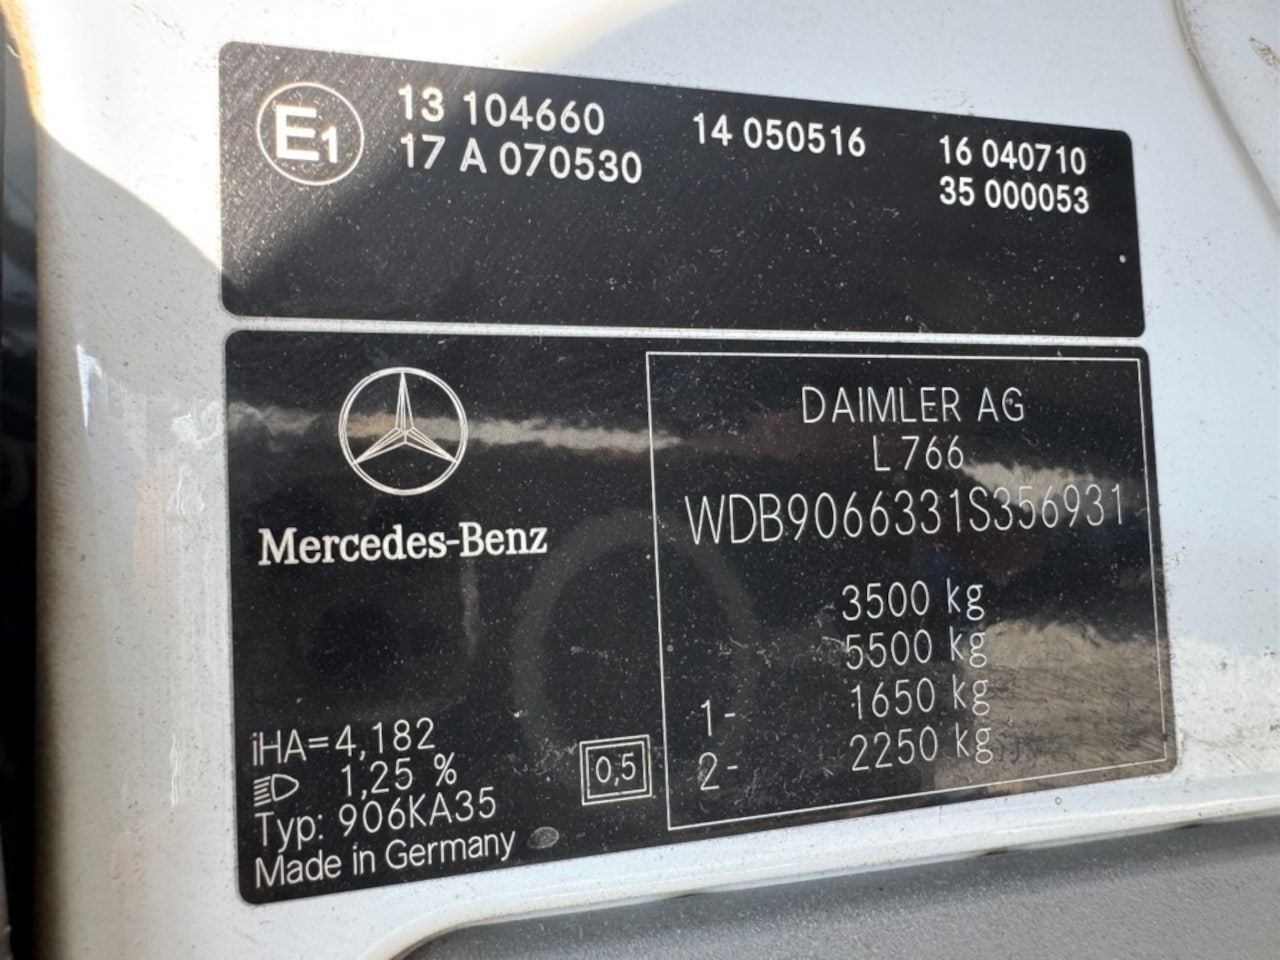 E1
13 104660
17 A 070530
14 050516
16 040710
35 000053
Mercedes-Benz
DAIMLER AG
L766
WDB9066331S356931
3500 kg
5500 kg
1- 1650 kg
2- 2250 kg
iHA=4,182
1,25 %
Typ: 906KA35
Made in Germany
0,5